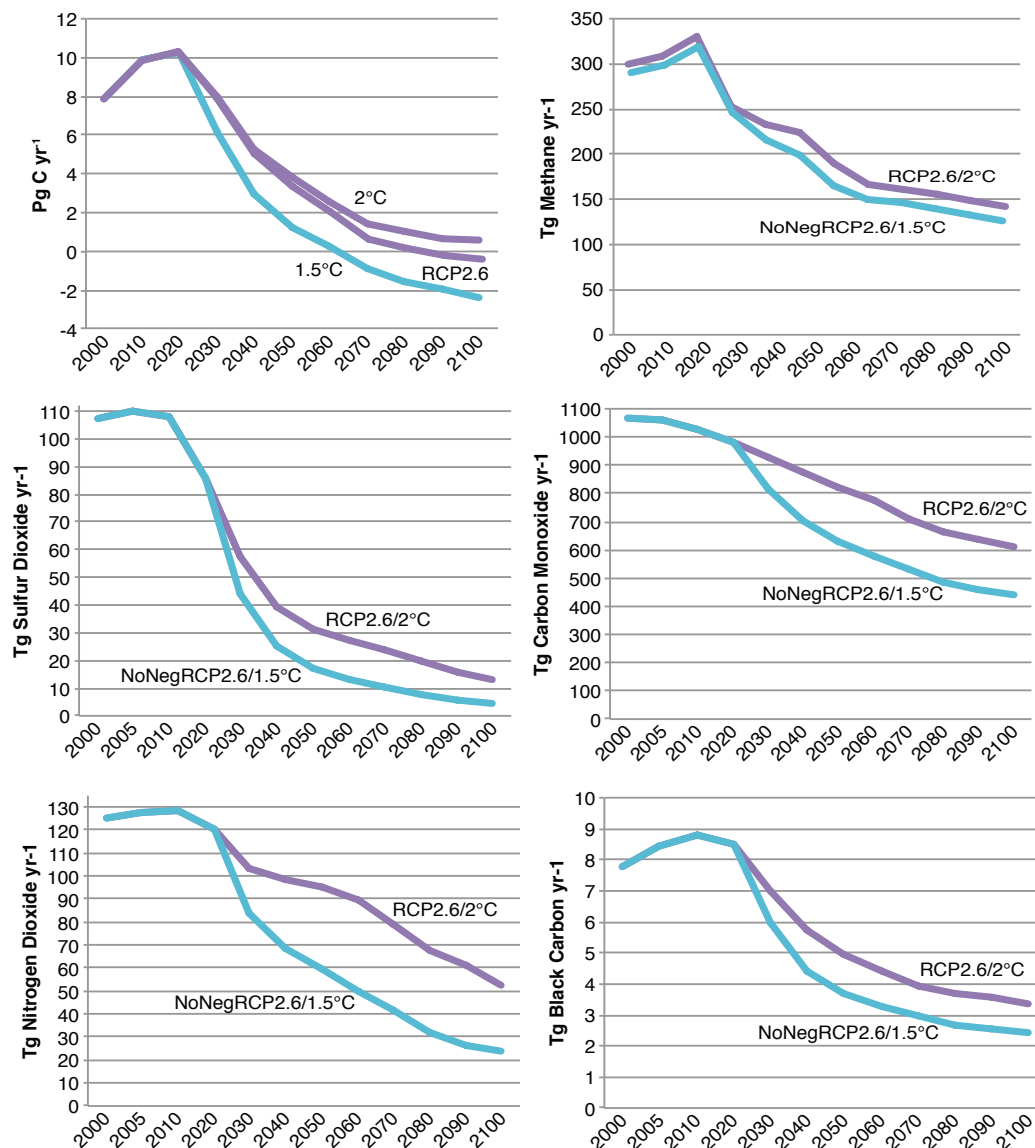 Pg C yr-1
12
10
8
6
4
2
0
-2
-4
2°C
1.5°C
RCP2.6
2000 2010 2020 2030 2040 2050 2060 2070 2080 2090 2100
Tg Methane yr-1
350
300
250
200
150
100
50
0
RCP2.6/2°C
NoNegRCP2.6/1.5°C
2000 2010 2020 2030 2040 2050 2060 2070 2080 2090 2100
Tg Sulfur Dioxide yr-1
110
100
90
80
70
60
50
40
30
20
10
0
RCP2.6/2°C
NoNegRCP2.6/1.5°C
2000 2005 2010 2020 2030 2040 2050 2060 2070 2080 2090 2100
Tg Carbon Monoxide yr-1
1100
1000
900
800
700
600
500
400
300
200
100
0
RCP2.6/2°C
NoNegRCP2.6/1.5°C
2000 2005 2010 2020 2030 2040 2050 2060 2070 2080 2090 2100
Tg Nitrogen Dioxide yr-1
130
120
110
100
90
80
70
60
50
40
30
20
10
0
RCP2.6/2°C
NoNegRCP2.6/1.5°C
2000 2005 2010 2020 2030 2040 2050 2060 2070 2080 2090 2100
Tg Black Carbon yr-1
10
9
8
7
6
5
4
3
2
1
0
RCP2.6/2°C
NoNegRCP2.6/1.5°C
2000 2005 2010 2020 2030 2040 2050 2060 2070 2080 2090 2100